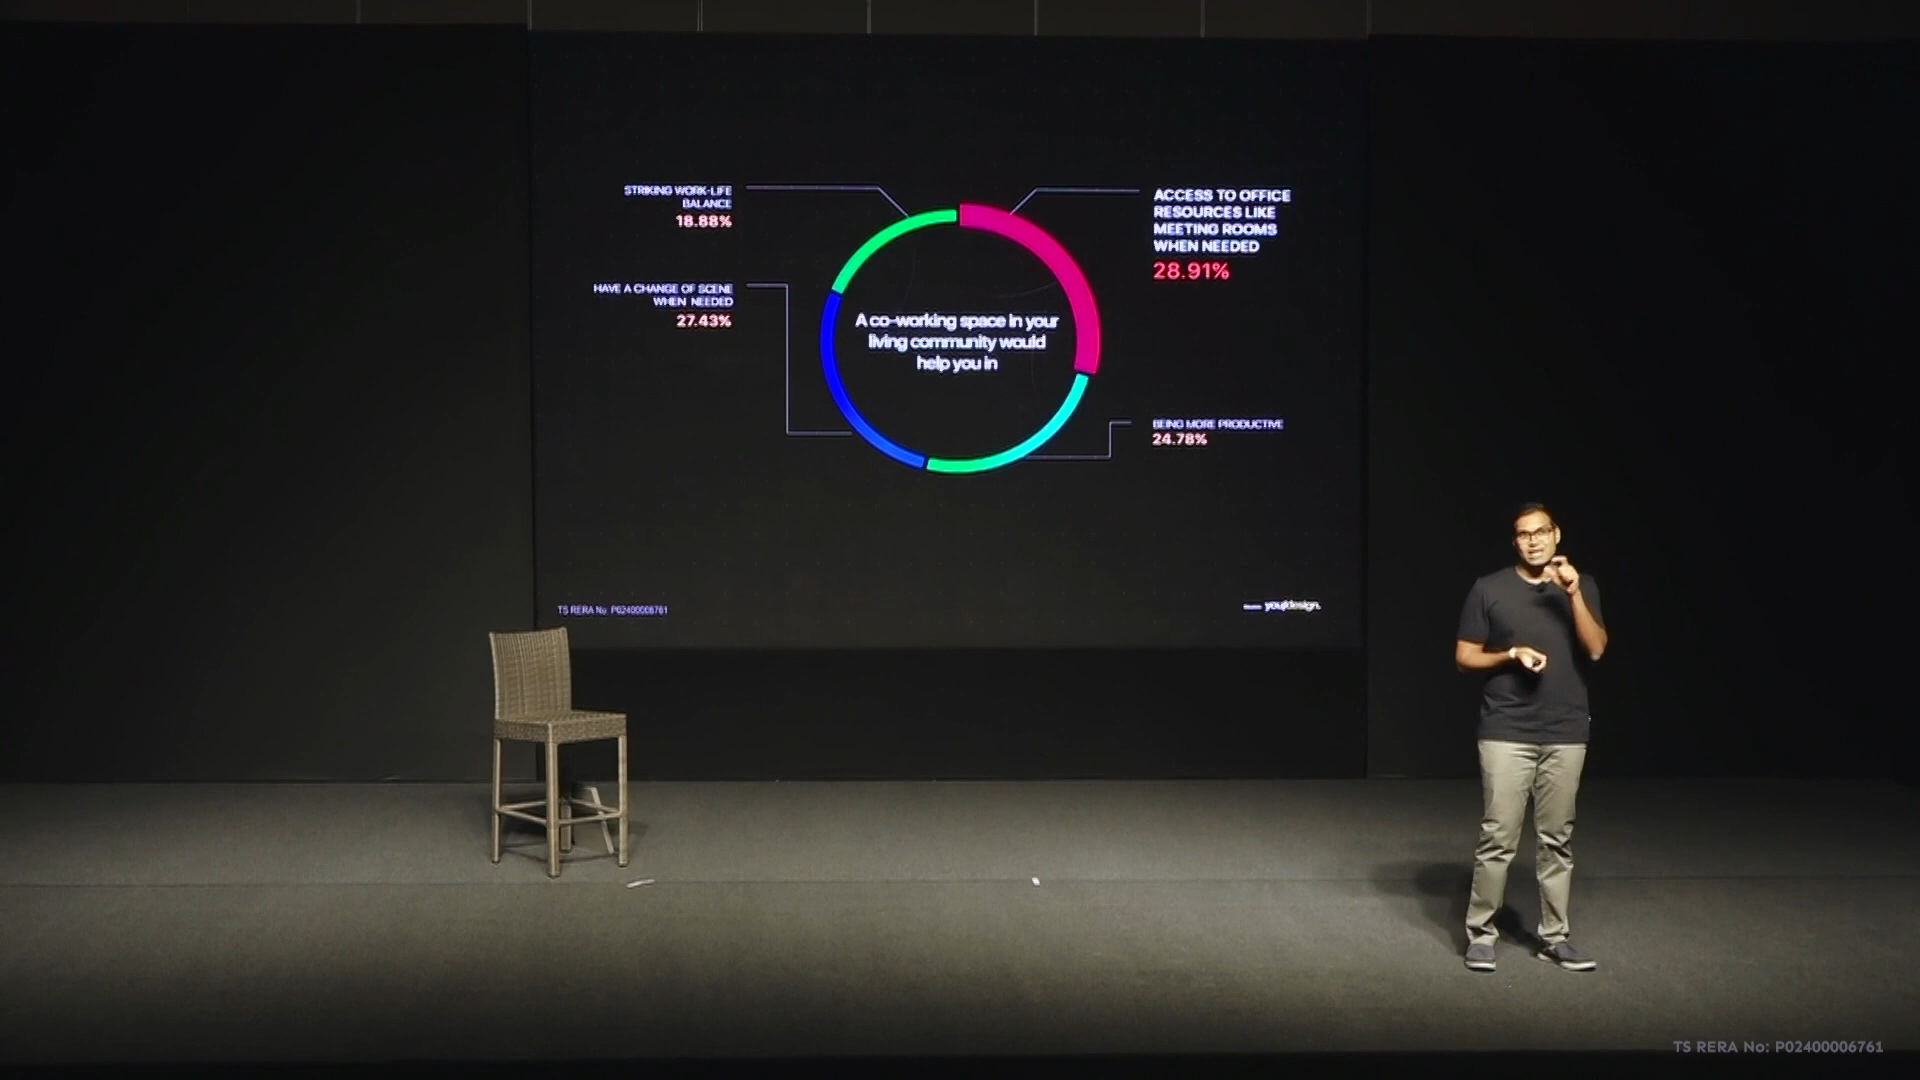 STRIKING WORK-LIFE
BALANCE
18.88%
HAVE A CHANGE OF SCENE
WHEN NEEDED
27.43%
A co-working space in your
living community would
help you in
ACCESS TO OFFICE
RESOURCES LIKE
MEETING ROOMS
WHEN NEEDED
28.91%
BEING MORE PRODUCTIVE
24.78%
TS RERA No: P02400006761
TS RERA No: P02400006761